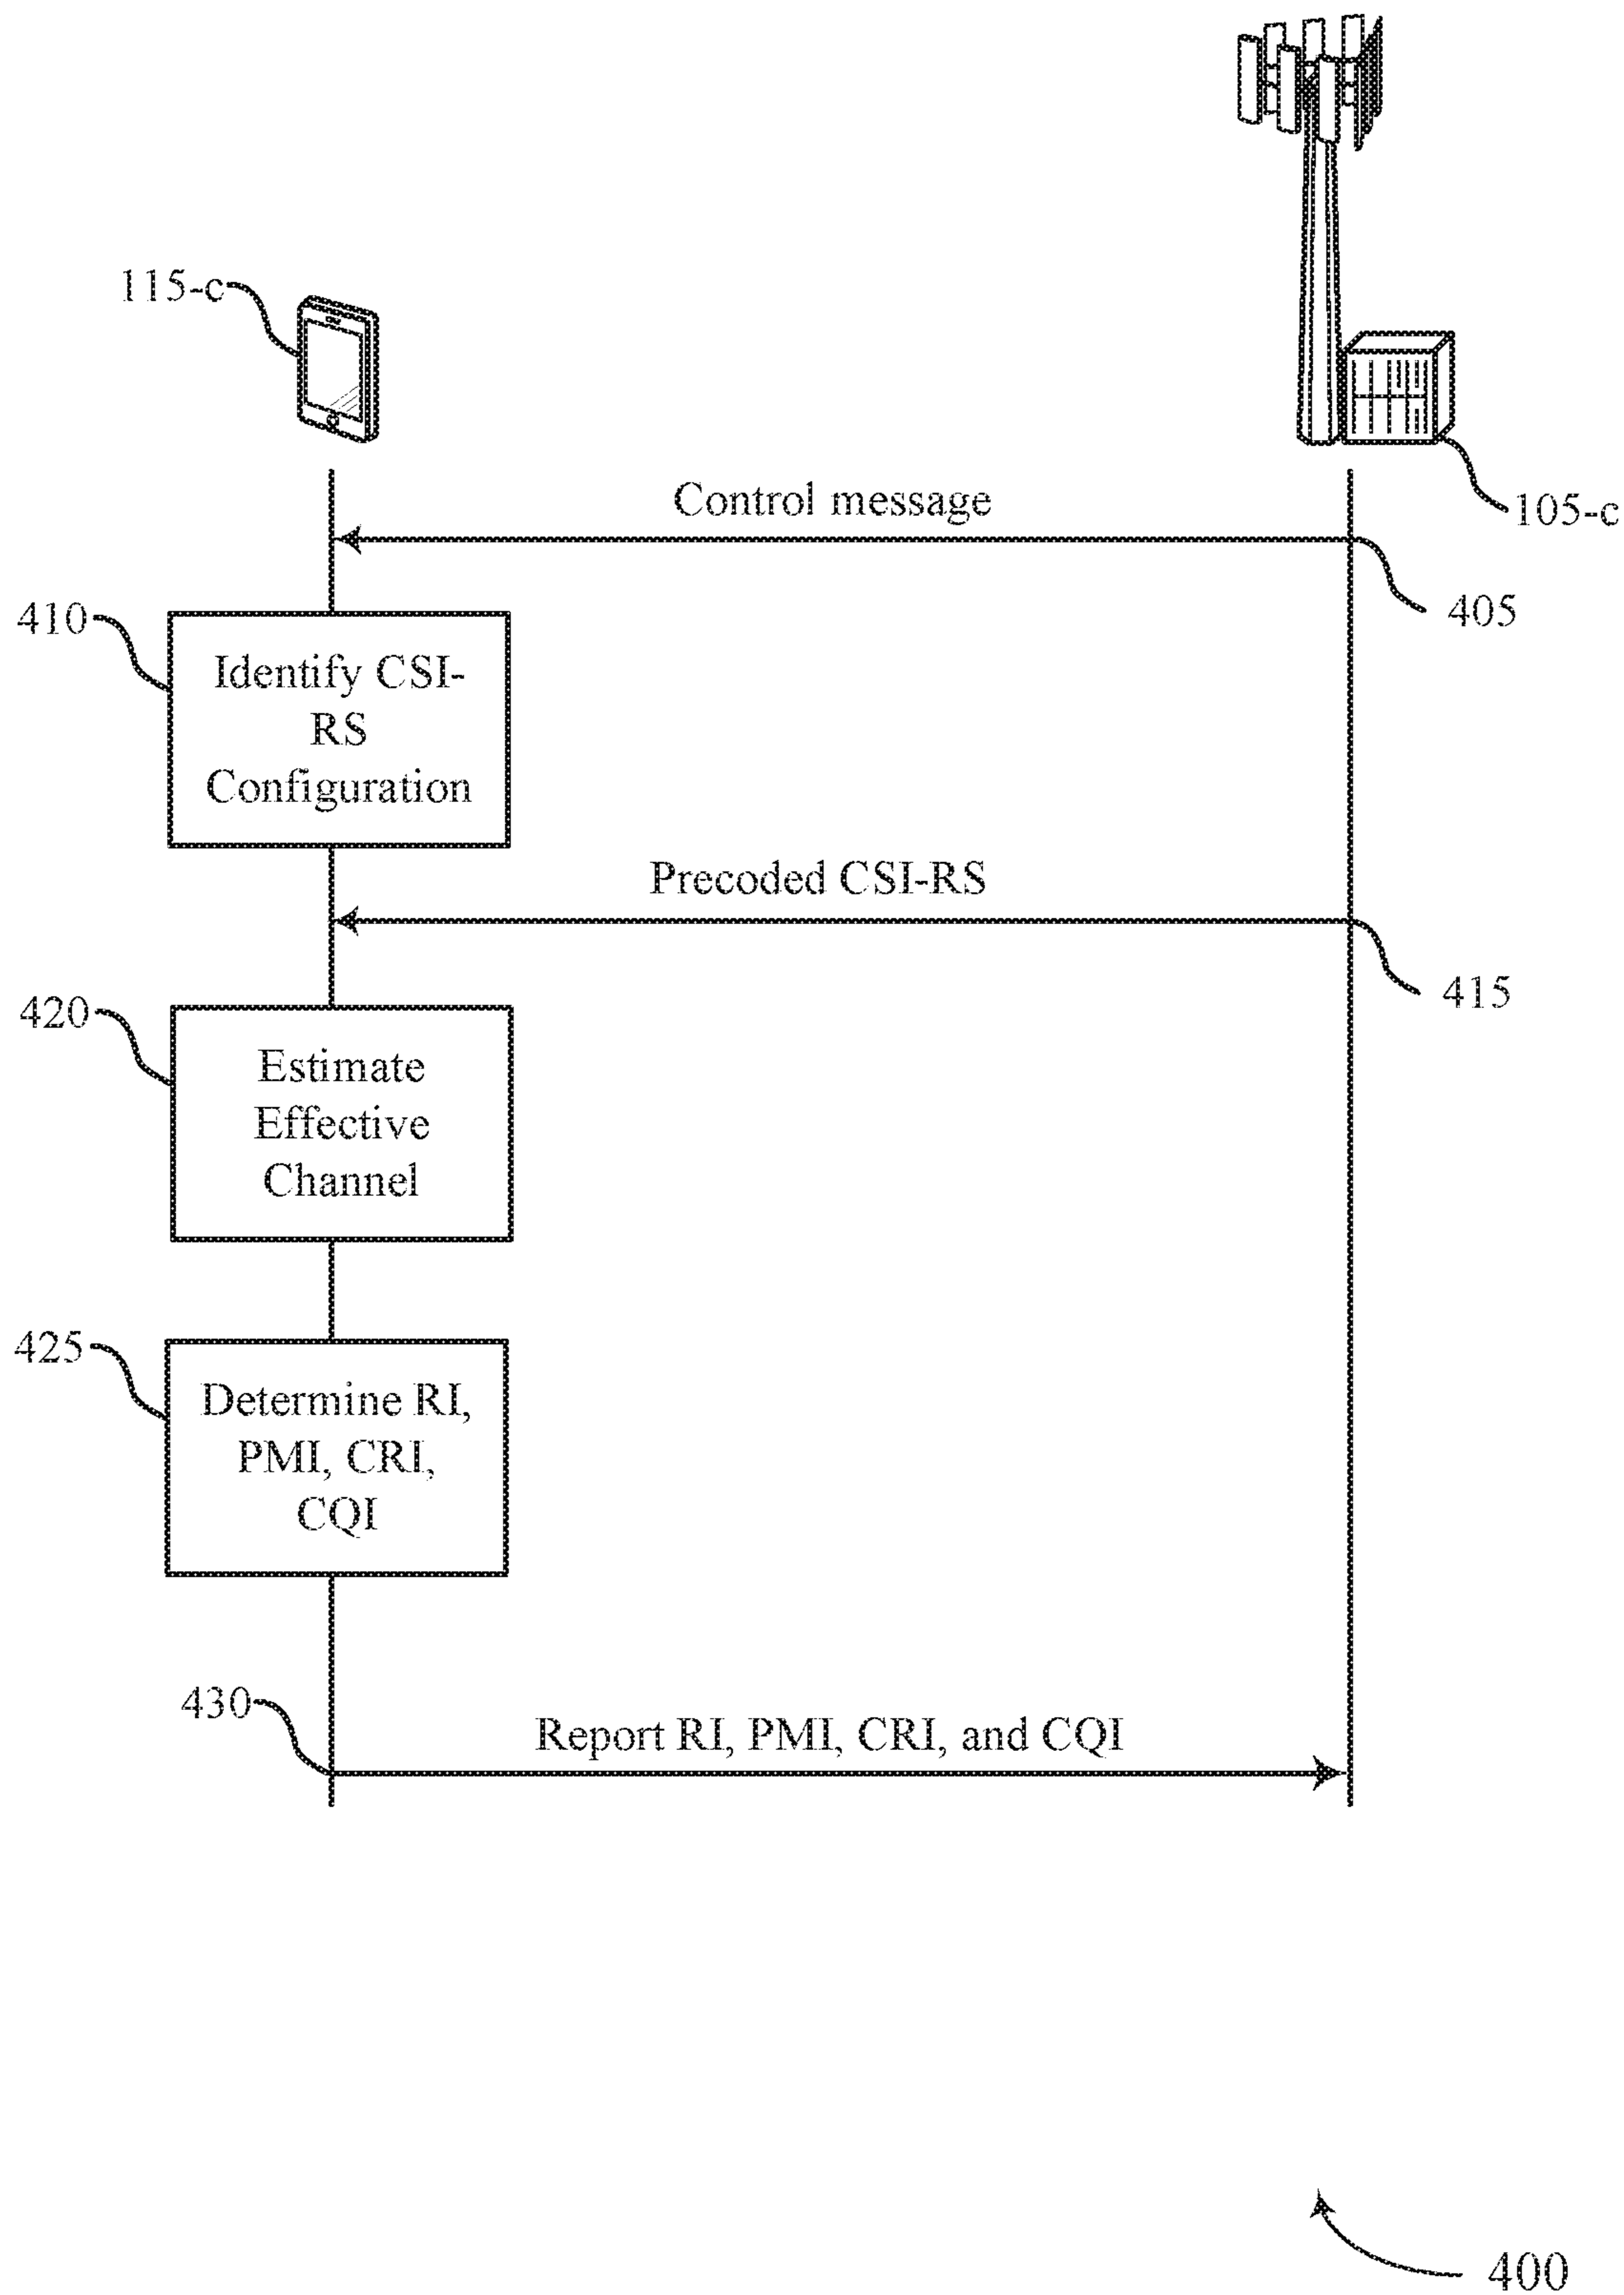 115-c
105-c
Control message
405
410
Identify CSI-
RS
Configuration
Precoded CSI-RS
415
420
Estimate
Effective
Channel
425
Determine RI,
PMI, CRI,
CQI
430
Report RI, PMI, CRI, and CQI
400